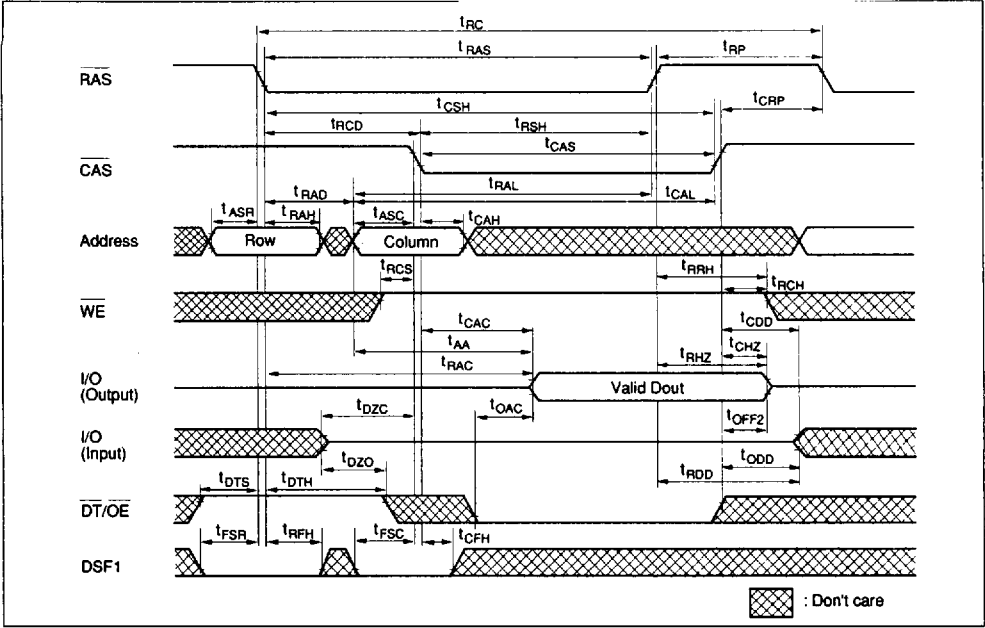 tRC
tRAS
tRP
RAS
tCSH
tCRP
tRCD
tRSH
tCAS
CAS
tRAL
tRAD
tCAL
tASR
tRAH
tASC
tCAH
Address
Row
Column
tRCS
tRRH
tRCH
WE
tCAC
tCDD
tAA
tCHZ
tRAC
tRHZ
I/O
(Output)
Valid Dout
tDZC
tOAC
tOFF2
I/O
(Input)
tDZO
tODD
tRDD
tDTS
tDTH
DT/OE
tFSR
tRFH
tFSC
tCFH
DSF1
: Don't care